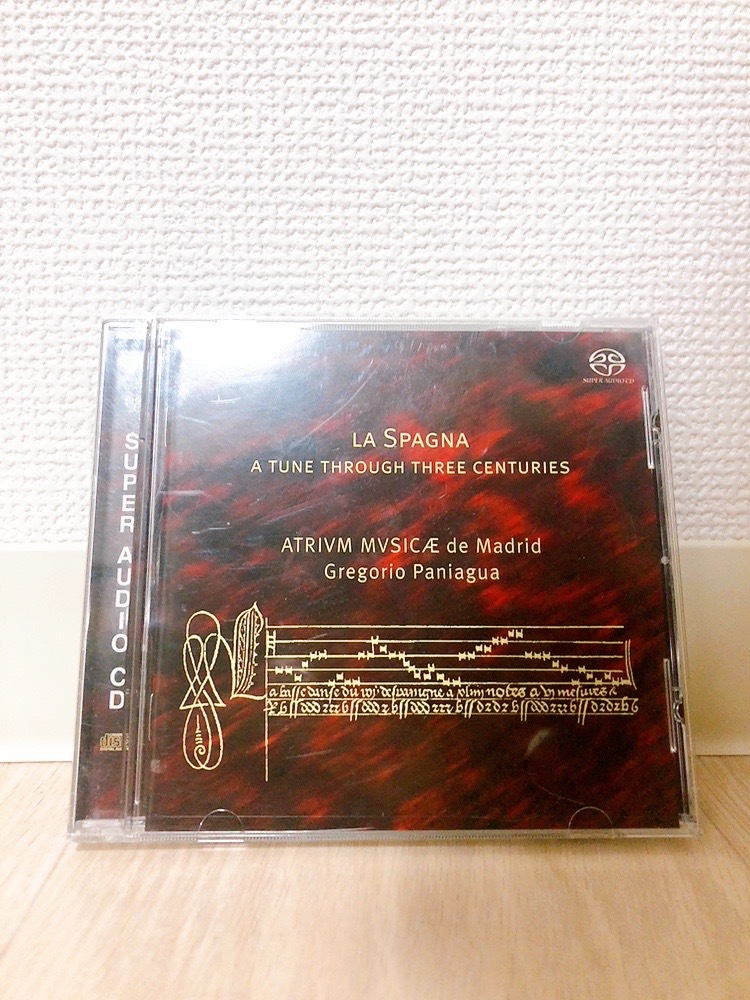 SUPER AUDIO CD
LA SPAGNA
A TUNE THROUGH THREE CENTURIES
ATRIVM MVSICÆ de Madrid
Gregorio Paniagua
SUPER AUDIO CD